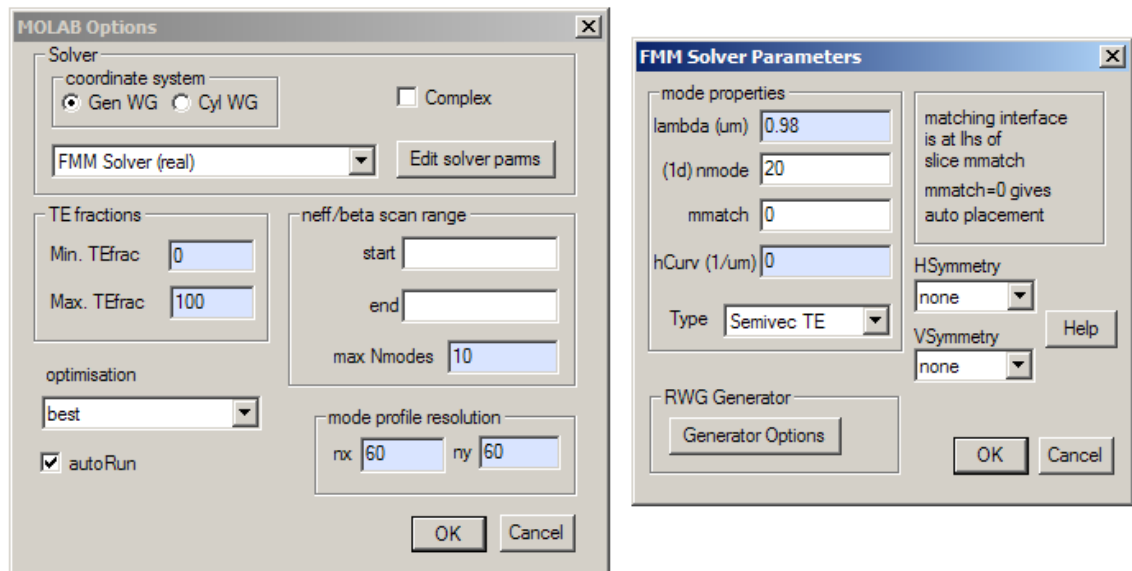 MOLAB Options
Solver
coordinate system
Gen WG Cyl WG
Complex
FMM Solver (real)
Edit solver parms
TE fractions
Min. TEfrac 0
Max. TEfrac 100
neff/beta scan range
start
end
max Nmodes 10
optimisation
best
autoRun
mode profile resolution
nx 60 ny 60
OK Cancel
FMM Solver Parameters
mode properties
lambda (um) 0.98
(1d) nmode 20
mmatch 0
hCurv (1/um) 0
Type Semivec TE
matching interface
is at lhs of
slice mmatch
mmatch=0 gives
auto placement
HSymmetry
none
VSymmetry
none
Help
RWG Generator
Generator Options
OK Cancel